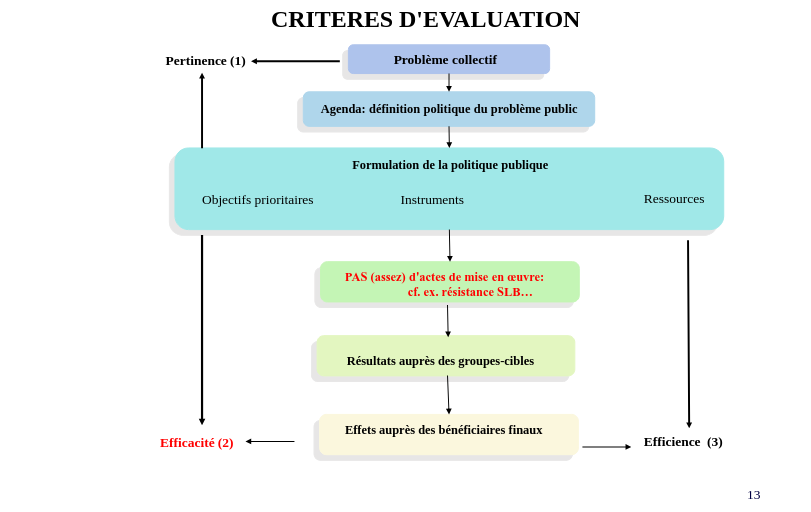 CRITERES D'EVALUATION
Pertinence (1)
Problème collectif
Agenda: définition politique du problème public
Formulation de la politique publique
Objectifs prioritaires
Instruments
Ressources
PAS (assez) d'actes de mise en œuvre:
cf. ex. résistance SLB…
Résultats auprès des groupes-cibles
Effets auprès des bénéficiaires finaux
Efficacité (2)
Efficience (3)
13